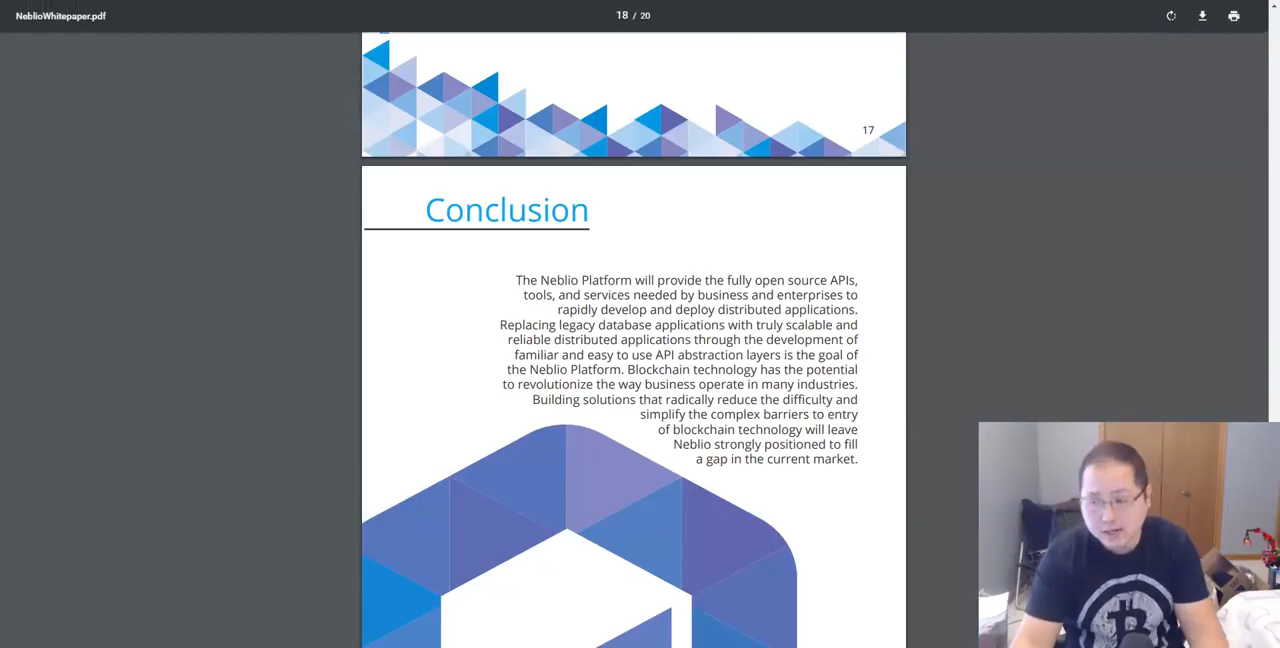 NeblioWhitepaper.pdf
18 / 20
17
Conclusion
The Neblio Platform will provide the fully open source APIs,
tools, and services needed by business and enterprises to
rapidly develop and deploy distributed applications.
Replacing legacy database applications with truly scalable and
reliable distributed applications through the development of
familiar and easy to use API abstraction layers is the goal of
the Neblio Platform. Blockchain technology has the potential
to revolutionize the way business operate in many industries.
Building solutions that radically reduce the difficulty and
simplify the complex barriers to entry
of blockchain technology will leave
Neblio strongly positioned to fill
a gap in the current market.